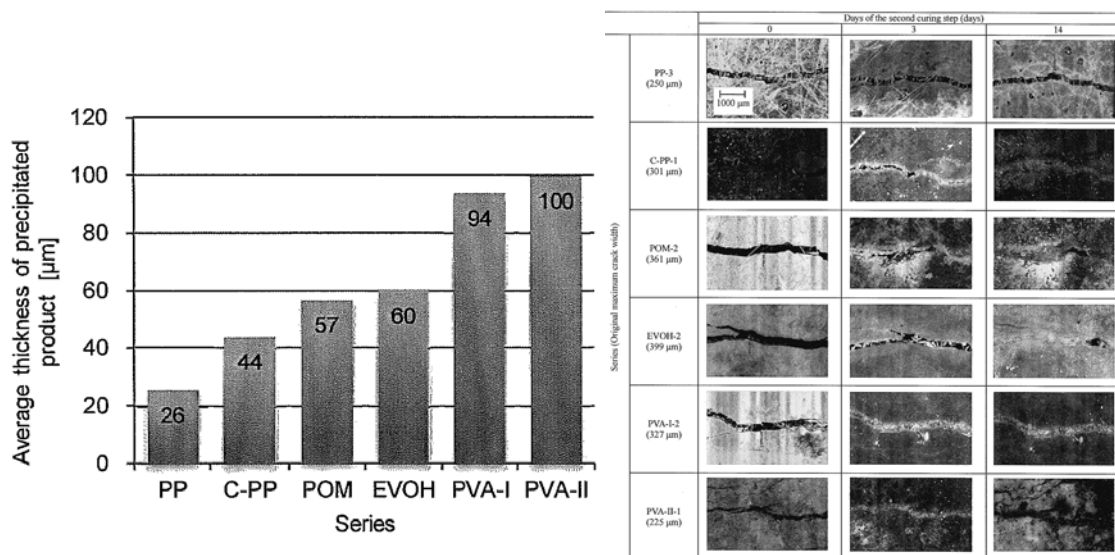 Average thickness of precipitated
product [µm]
120
100
80
60
40
20
0
26
44
57
60
94
100
PP
C-PP
POM
EVOH
PVA-I
PVA-II
Series
Days of the second curing step (days)
0
3
14
Series (Original maximum crack width)
PP-3
(250 µm)
1000 µm
C-PP-1
(301 µm)
POM-2
(361 µm)
EVOH-2
(399 µm)
PVA-I-2
(327 µm)
PVA-II-1
(225 µm)